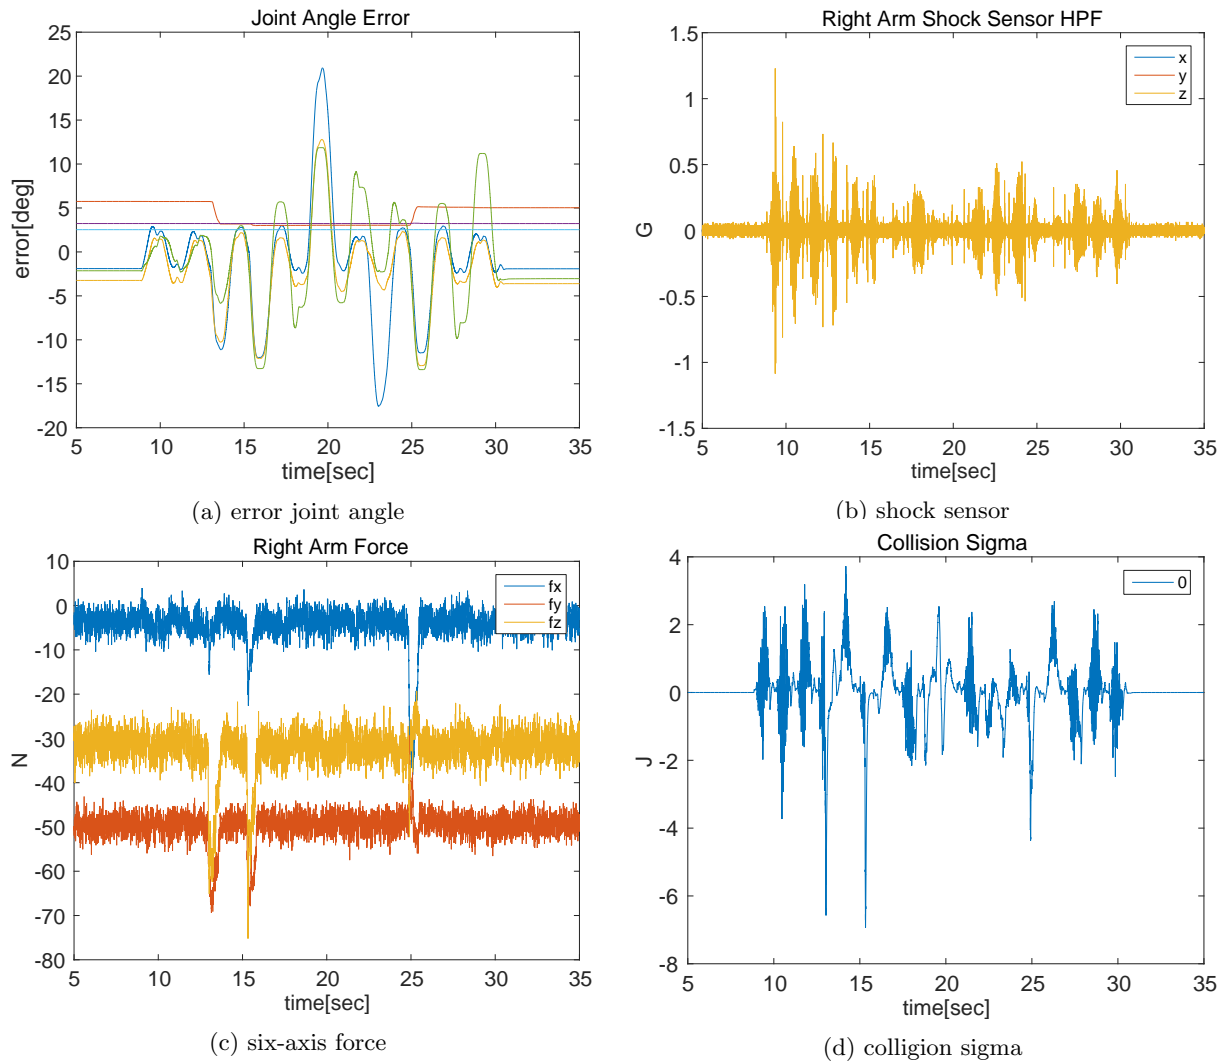 Joint Angle Error
25
20
15
10
5
0
-5
-10
-15
-20
error[deg]
5 10 15 20 25 30 35
time[sec]
(a) error joint angle
Right Arm Shock Sensor HPF
1.5
1
0.5
0
-0.5
-1
-1.5
G
x
y
z
5 10 15 20 25 30 35
time[sec]
(b) shock sensor
Right Arm Force
10
0
-10
-20
-30
-40
-50
-60
-70
-80
N
fx
fy
fz
5 10 15 20 25 30 35
time[sec]
(c) six-axis force
Collision Sigma
4
2
0
-2
-4
-6
-8
J
0
5 10 15 20 25 30 35
time[sec]
(d) colligion sigma